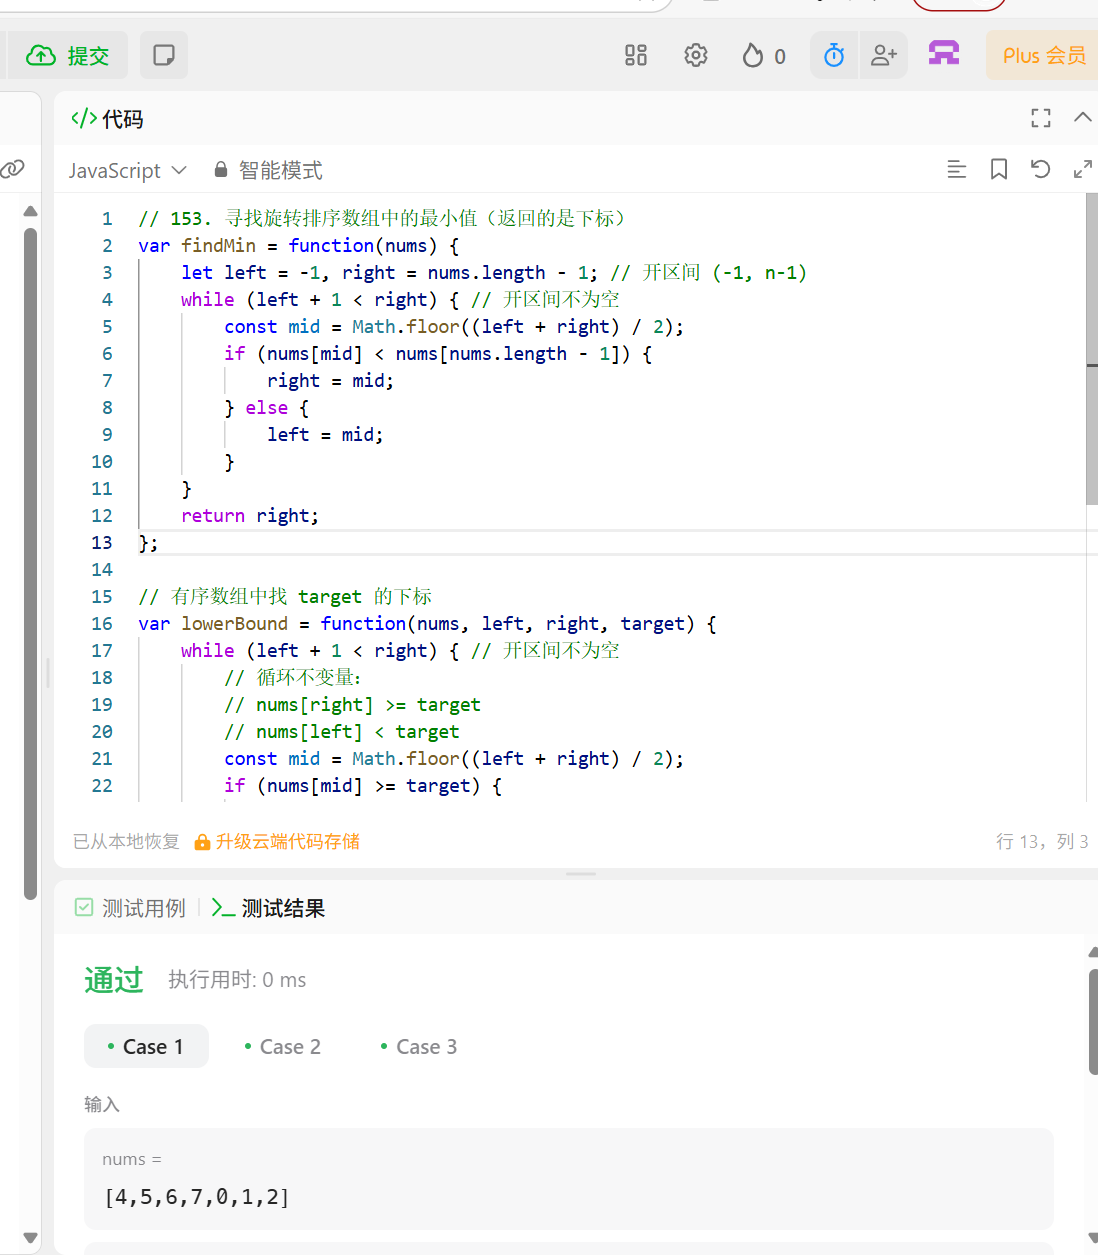 提交
0
Plus 会员
代码
JavaScript
智能模式
1 // 153. 寻找旋转排序数组中的最小值（返回的是下标）
2 var findMin = function(nums) {
3 let left = -1, right = nums.length - 1; // 开区间 (-1, n-1)
4 while (left + 1 < right) { // 开区间不为空
5 const mid = Math.floor((left + right) / 2);
6 if (nums[mid] < nums[nums.length - 1]) {
7 right = mid;
8 } else {
9 left = mid;
10 }
11 }
12 return right;
13 };
14
15 // 有序数组中找 target 的下标
16 var lowerBound = function(nums, left, right, target) {
17 while (left + 1 < right) { // 开区间不为空
18 // 循环不变量：
19 // nums[right] >= target
20 // nums[left] < target
21 const mid = Math.floor((left + right) / 2);
22 if (nums[mid] >= target) {
已从本地恢复 升级云端代码存储 行 13，列 3
测试用例 测试结果
通过 执行用时: 0 ms
Case 1 Case 2 Case 3
输入
nums =
[4,5,6,7,0,1,2]